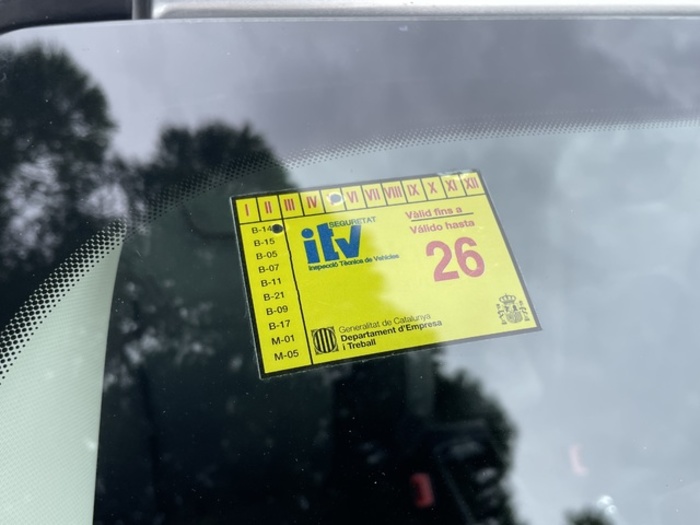 I II III IV VI VII VIII IX X XI XII
B-14
B-15
B-05
B-07
B-11
B-21
B-09
B-17
M-01
M-05
SEGURETAT
itv
Inspecció Tècnica de Vehicles
Vàlid fins a
Válido hasta
26
Generalitat de Catalunya
Departament d'Empresa
i Treball